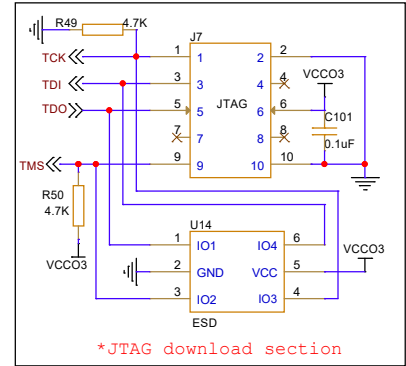 R49 4.7K
J7
TCK 1 1 2 2
TDI 3 3 4 4 VCCO3
TDO 5 5 JTAG 6 6
C101
7 7 8 8 0.1uF
TMS 9 9 10 10
R50
4.7K
U14
1 IO1 IO4 6
VCCO3 2 GND VCC 5 VCCO3
3 IO2 IO3 4
ESD
*JTAG download section